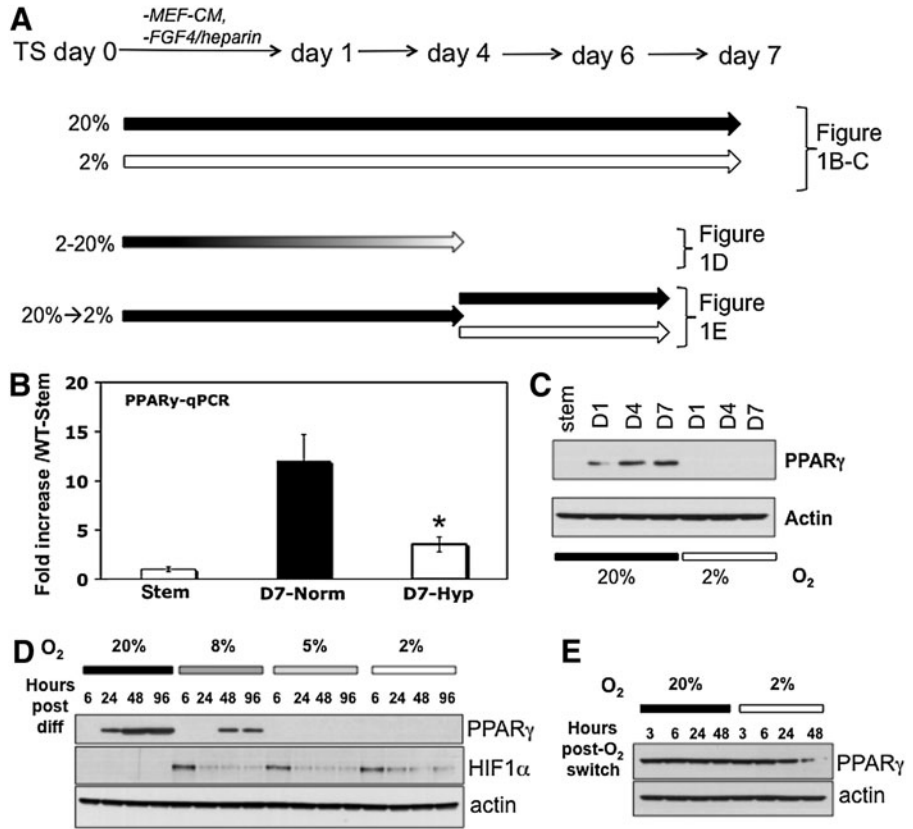 A
-MEF-CM,
-FGF4/heparin
TS day 0 day 1 day 4 day 6 day 7
20%
2%
Figure
1B-C
2-20%
Figure
1D
20%→2%
Figure
1E
B
Fold increase /WT-Stem
20
15
10
5
0
PPARγ-qPCR
*
Stem D7-Norm D7-Hyp
C
stem D1 D4 D7 D1 D4 D7
PPARγ
Actin
20% 2% O2
D
O2 20% 8% 5% 2%
Hours
post
diff
6 24 48 96 6 24 48 96 6 24 48 96 6 24 48 96
PPARγ
HIF1α
actin
E
O2 20% 2%
Hours
post-O2
switch
3 6 24 48 3 6 24 48
PPARγ
actin